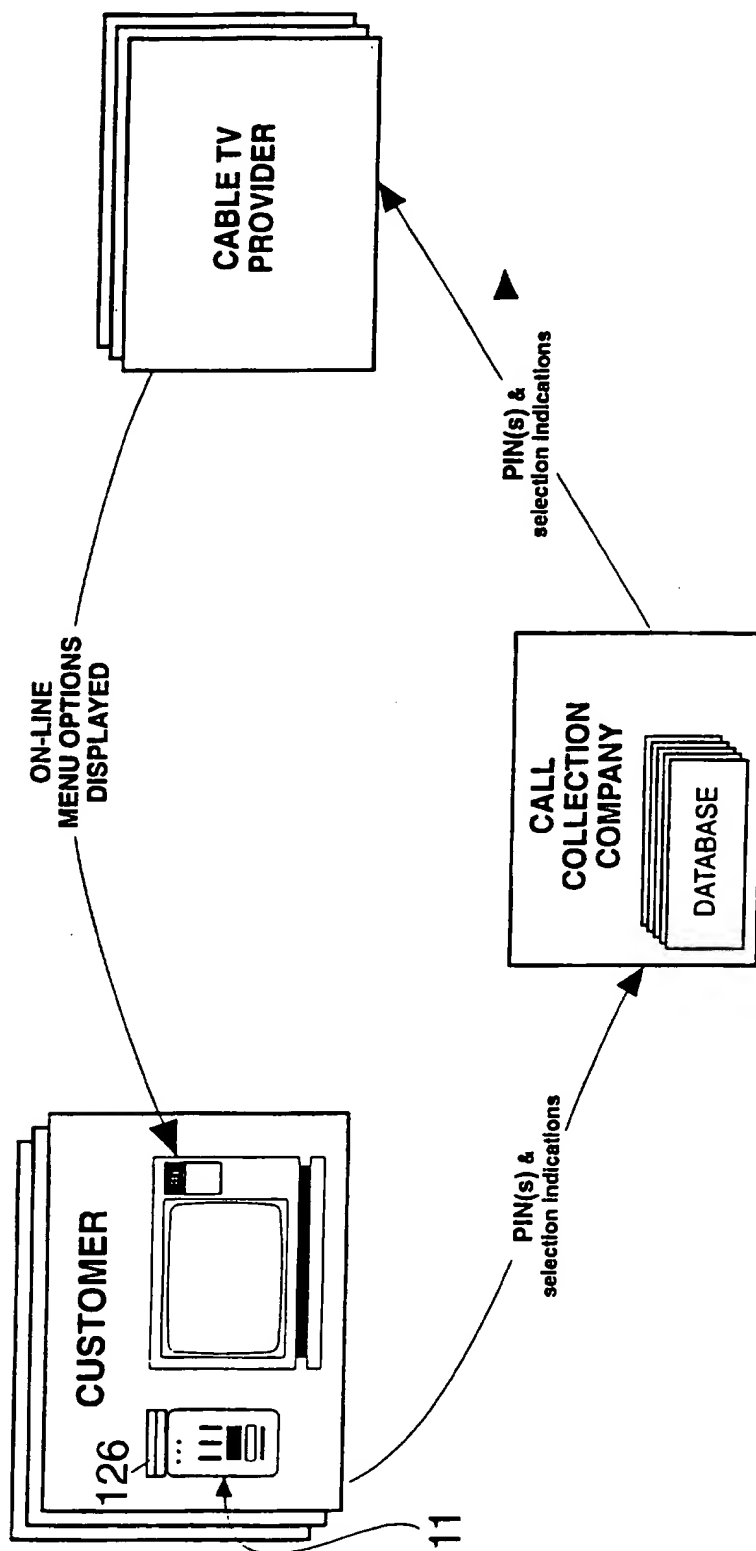 CUSTOMER
126
11
ON-LINE
MENU OPTIONS
DISPLAYED
CABLE TV
PROVIDER
PIN(s) &
selection indications
CALL
COLLECTION
COMPANY
DATABASE
PIN(s) &
selection indications